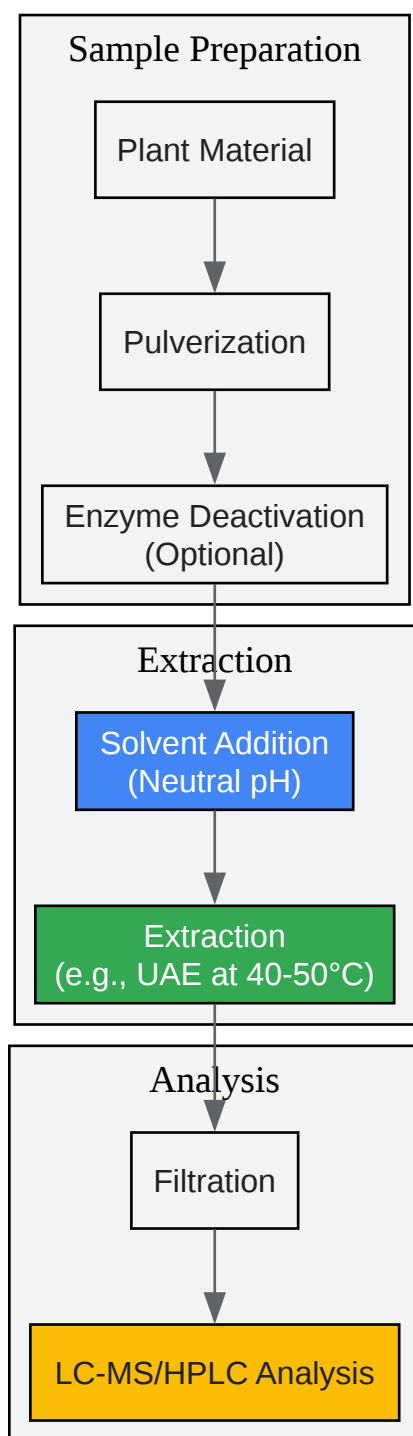 Sample Preparation
Plant Material
Pulverization
Enzyme Deactivation
(Optional)
Extraction
Solvent Addition
(Neutral pH)
Extraction
(e.g., UAE at 40-50°C)
Analysis
Filtration
LC-MS/HPLC Analysis